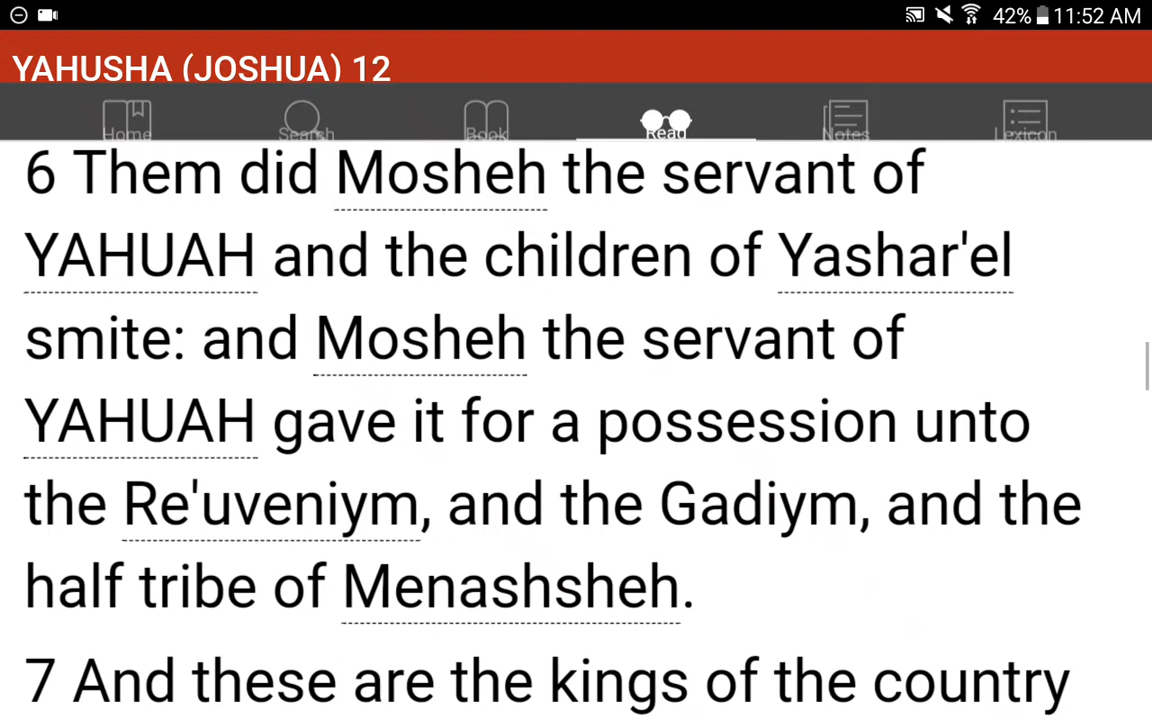 42% 11:52 AM
YAHUSHA (JOSHUA) 12
Home Search Book Read Notes Lexicon
6 Them did Mosheh the servant of
YAHUAH and the children of Yashar'el
smite: and Mosheh the servant of
YAHUAH gave it for a possession unto
the Re'uveniym, and the Gadiym, and the
half tribe of Menashsheh.
7 And these are the kings of the country